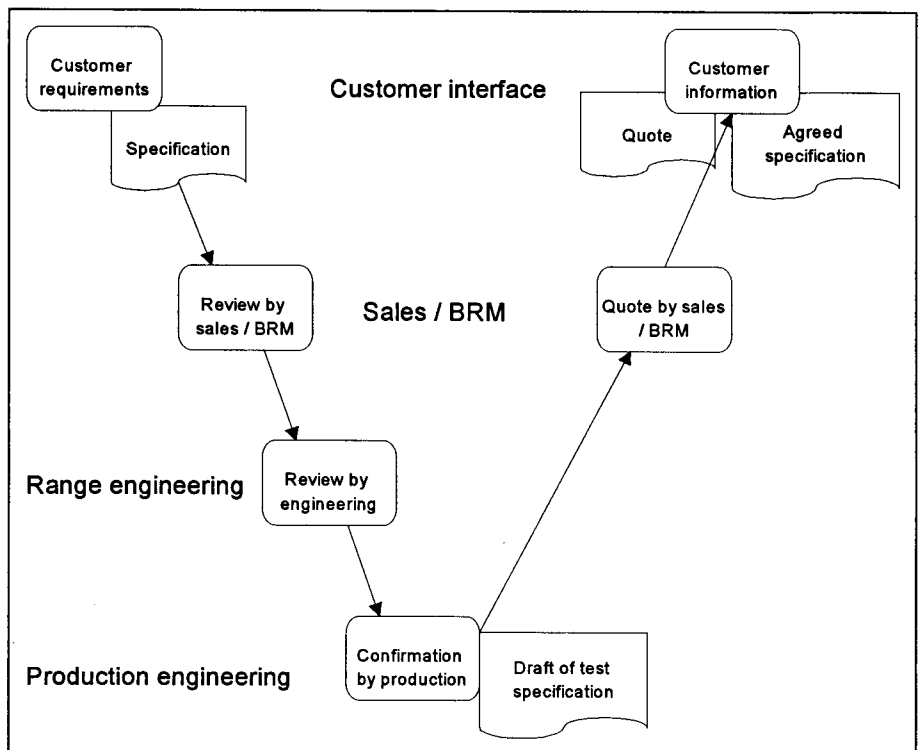 Customer
requirements
Specification
Customer interface
Customer
information
Quote
Agreed
specification
Review by
sales / BRM
Sales / BRM
Quote by sales
/ BRM
Range engineering
Review by
engineering
Production engineering
Confirmation
by production
Draft of test
specification